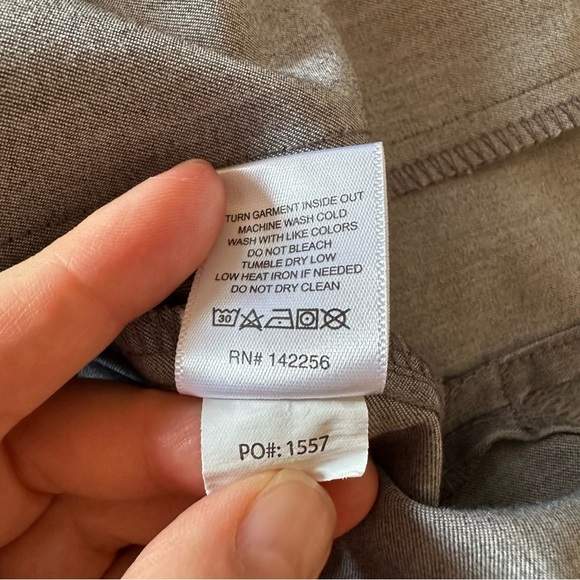 TURN GARMENT INSIDE OUT
MACHINE WASH COLD
WASH WITH LIKE COLORS
DO NOT BLEACH
TUMBLE DRY LOW
LOW HEAT IRON IF NEEDED
DO NOT DRY CLEAN
30
RN# 142256
PO#: 1557